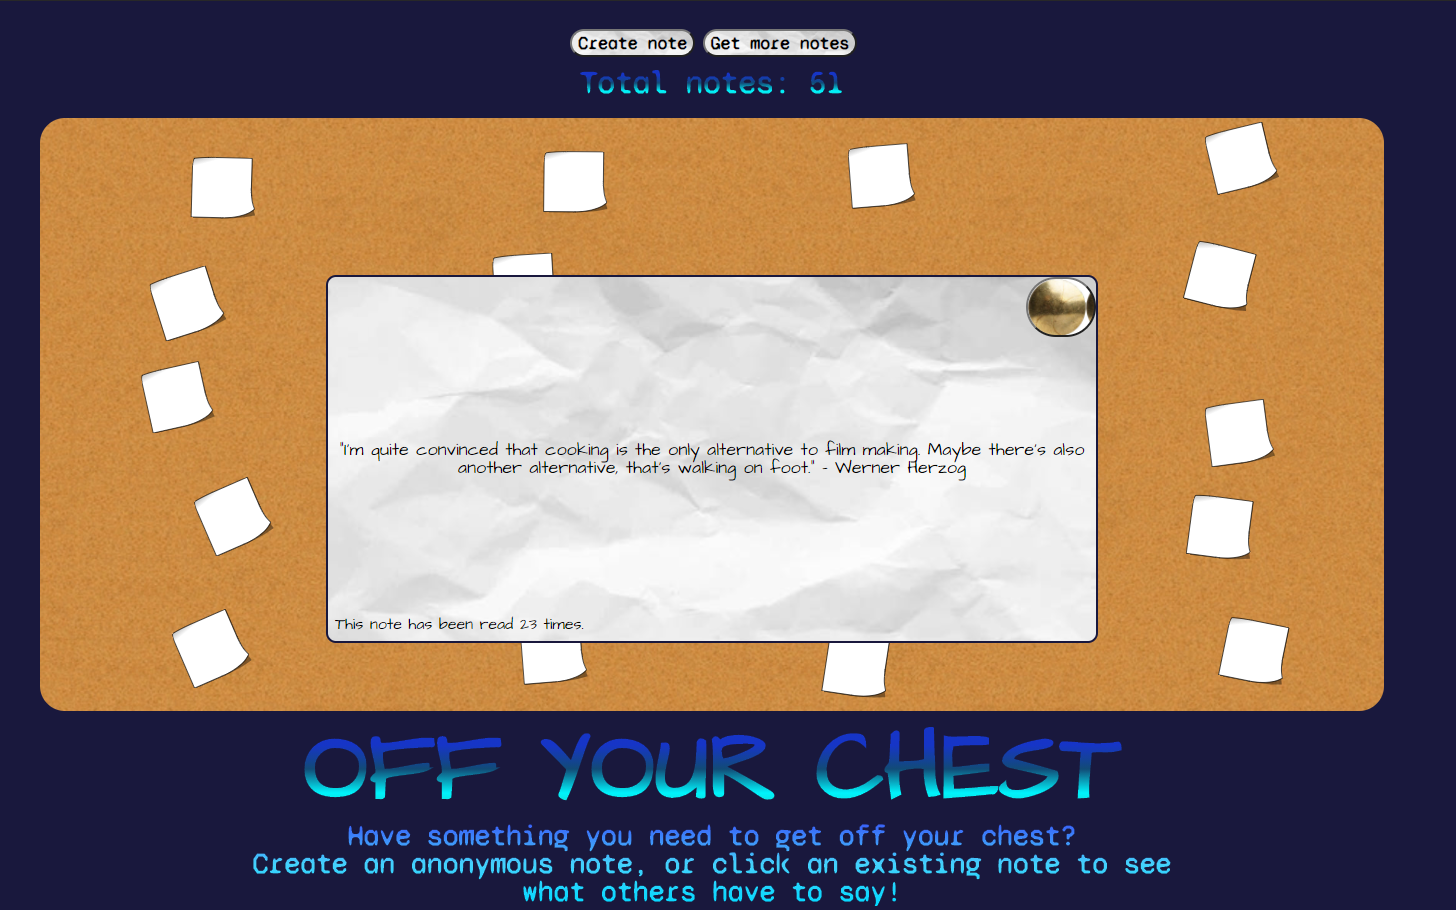 Create note
Get more notes
Total notes: 51
"I'm quite convinced that cooking is the only alternative to film making. Maybe there's also
another alternative, that's walking on foot." - Werner Herzog
This note has been read 23 times.
OFF YOUR CHEST
Have something you need to get off your chest?
Create an anonymous note, or click an existing note to see
what others have to say!